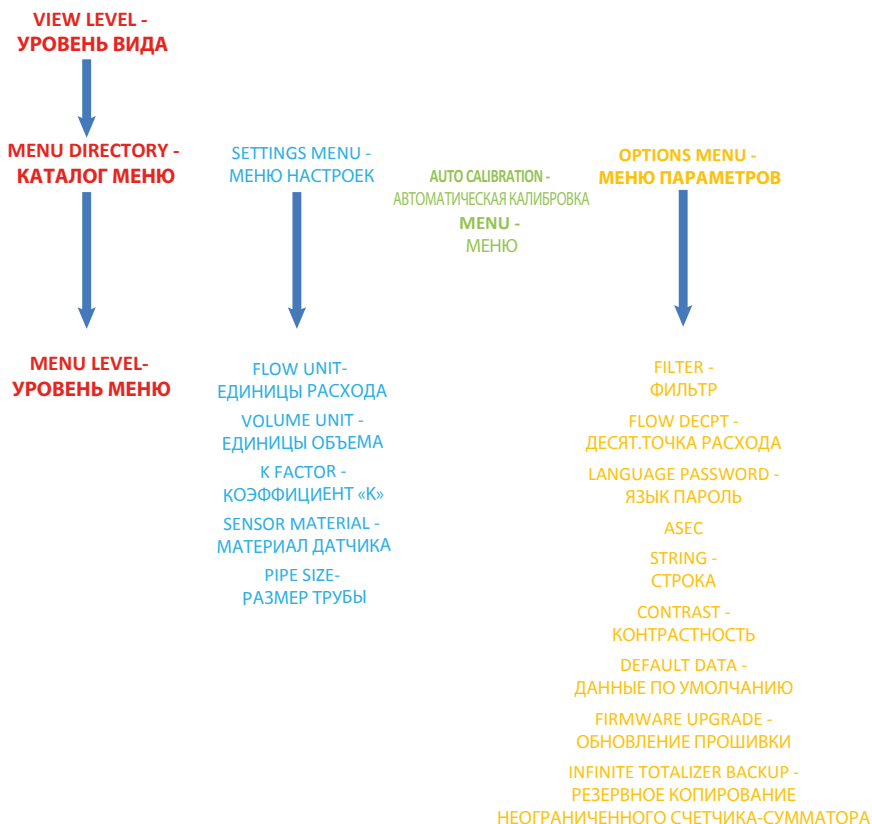 VIEW LEVEL -
УРОВЕНЬ ВИДА
MENU DIRECTORY -
КАТАЛОГ МЕНЮ
SETTINGS MENU -
МЕНЮ НАСТРОЕК
AUTO CALIBRATION -
АВТОМАТИЧЕСКАЯ КАЛИБРОВКА
MENU -
МЕНЮ
OPTIONS MENU -
МЕНЮ ПАРАМЕТРОВ
MENU LEVEL-
УРОВЕНЬ МЕНЮ
FLOW UNIT-
ЕДИНИЦЫ РАСХОДА
VOLUME UNIT -
ЕДИНИЦЫ ОБЪЕМА
K FACTOR -
КОЭФФИЦИЕНТ «K»
SENSOR MATERIAL -
МАТЕРИАЛ ДАТЧИКА
PIPE SIZE-
РАЗМЕР ТРУБЫ
FILTER -
ФИЛЬТР
FLOW DECPT -
ДЕСЯТ.ТОЧКА РАСХОДА
LANGUAGE PASSWORD -
ЯЗЫК ПАРОЛЬ
ASEC
STRING -
СТРОКА
CONTRAST -
КОНТРАСТНОСТЬ
DEFAULT DATA -
ДАННЫЕ ПО УМОЛЧАНИЮ
FIRMWARE UPGRADE -
ОБНОВЛЕНИЕ ПРОШИВКИ
INFINITE TOTALIZER BACKUP -
РЕЗЕРВНОЕ КОПИРОВАНИЕ
НЕОГРАНИЧЕННОГО СЧЕТЧИКА-СУММАТОРА